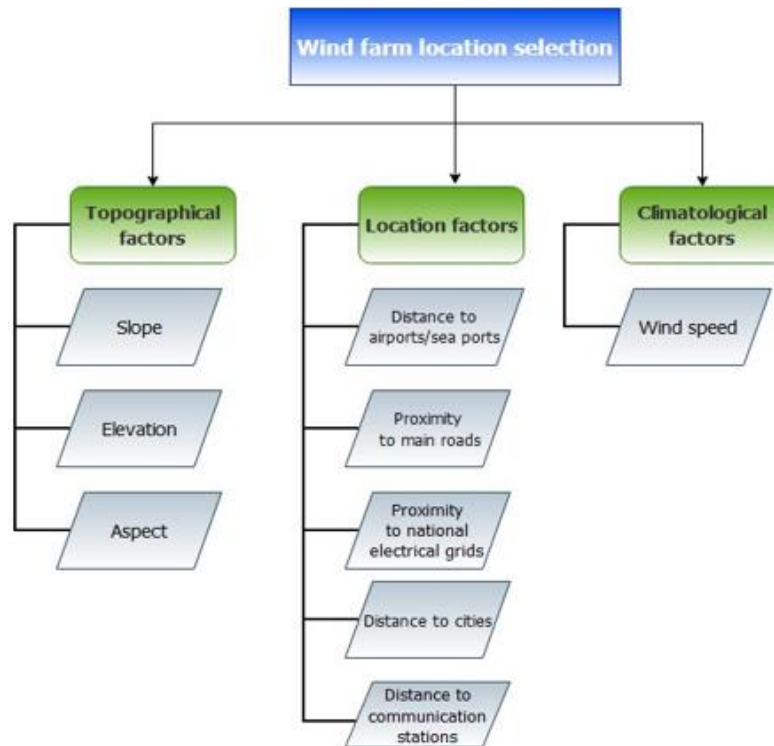 Wind farm location selection
Topographical
factors
Location factors
Climatological
factors
Slope
Distance to
airports/sea ports
Wind speed
Elevation
Proximity
to main roads
Aspect
Proximity
to national
electrical grids
Distance to cities
Distance to
communication
stations